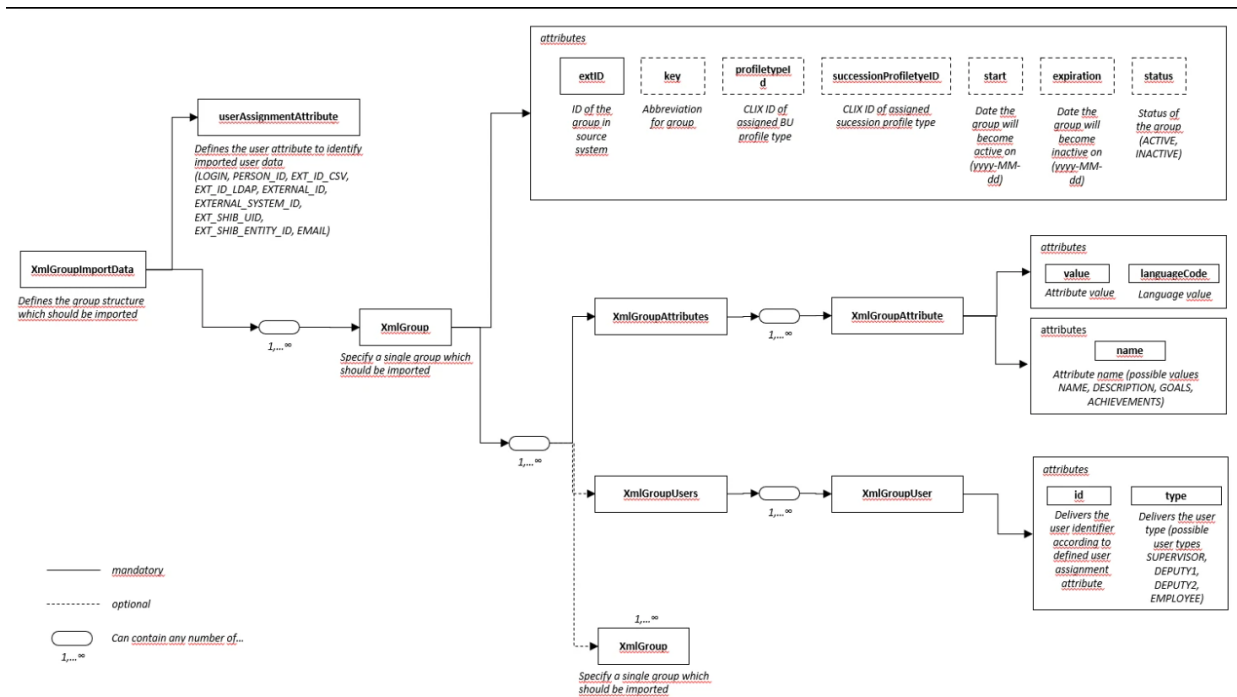 attributes
extID
ID of the
group in
source
system
key
Abbreviation
for group
profiletypeI
d
CLIX ID of
assigned BU
profile type
successionProfiletyeID
CLIX ID of assigned
sucession profile type
start
Date the
group will
become
active on
(yyyy-MM-
dd)
expiration
Date the
group will
become
inactive on
(yyyy-MM-
dd)
status
Status of
the group
(ACTIVE,
INACTIVE)
userAssignmentAttribute
Defines the user attribute to identify
imported user data
(LOGIN, PERSON_ID, EXT_ID_CSV,
EXT_ID_LDAP, EXTERNAL_ID,
EXTERNAL_SYSTEM_ID,
EXT_SHIB_UID,
EXT_SHIB_ENTITY_ID, EMAIL)
XmlGroupImportData
Defines the group structure
which should be imported
1,...∞
XmlGroup
Specify a single group which
should be imported
1,...∞
XmlGroupAttributes
1,...∞
XmlGroupAttribute
attributes
value
Attribute value
languageCode
Language value
attributes
name
Attribute name (possible values
NAME, DESCRIPTION, GOALS,
ACHIEVEMENTS)
XmlGroupUsers
1,...∞
XmlGroupUser
attributes
id
Delivers the
user identifier
according to
defined user
assignment
attribute
type
Delivers the user
type (possible
user types
SUPERVISOR,
DEPUTY1,
DEPUTY2,
EMPLOYEE)
1,...∞
XmlGroup
Specify a single group which
should be imported
mandatory
optional
Can contain any number of...
1,...∞